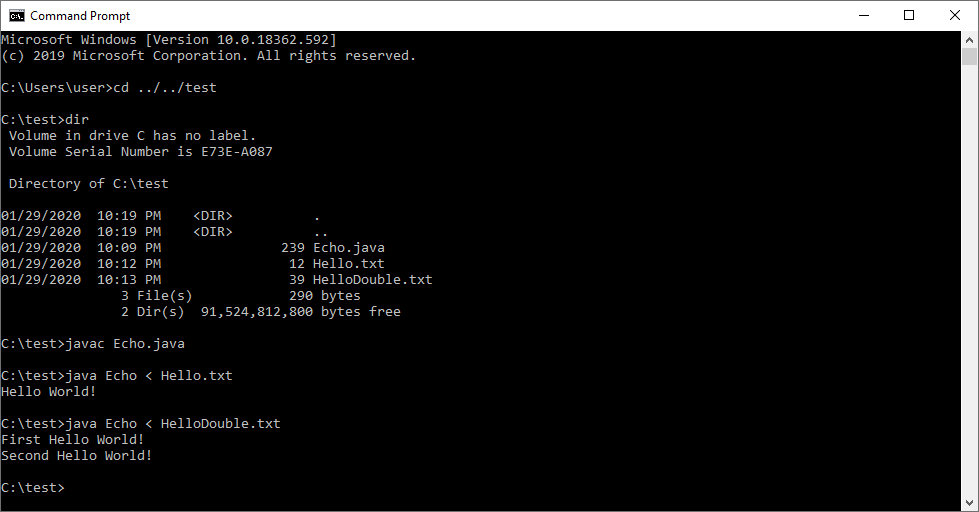 Command Prompt
Microsoft Windows [Version 10.0.18362.592]
(c) 2019 Microsoft Corporation. All rights reserved.
C:\Users\user>cd ../../test
C:\test>dir
 Volume in drive C has no label.
 Volume Serial Number is E73E-A087
 Directory of C:\test
01/29/2020  10:19 PM    <DIR>          .
01/29/2020  10:19 PM    <DIR>          ..
01/29/2020  10:09 PM               239 Echo.java
01/29/2020  10:12 PM                12 Hello.txt
01/29/2020  10:13 PM                39 HelloDouble.txt
               3 File(s)            290 bytes
               2 Dir(s)  91,524,812,800 bytes free
C:\test>javac Echo.java
C:\test>java Echo < Hello.txt
Hello World!
C:\test>java Echo < HelloDouble.txt
First Hello World!
Second Hello World!
C:\test>